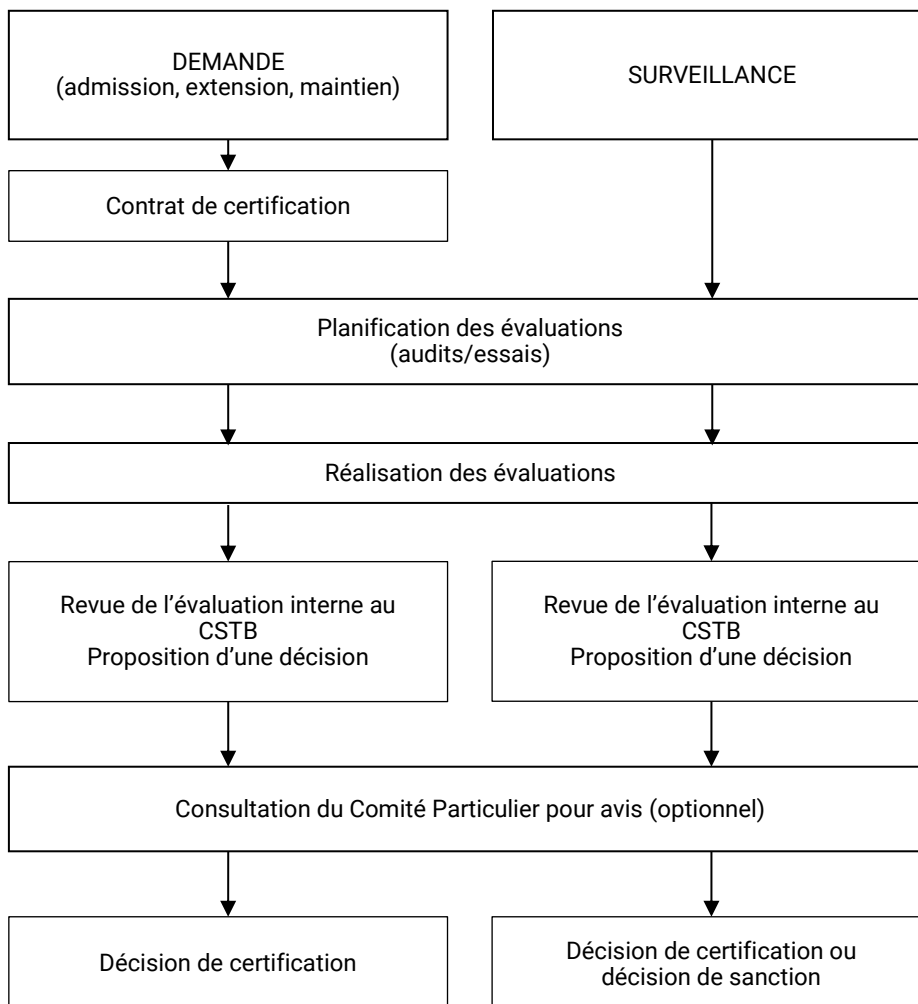 DEMANDE
(admission, extension, maintien)
SURVEILLANCE
Contrat de certification
Planification des évaluations
(audits/essais)
Réalisation des évaluations
Revue de l’évaluation interne au
CSTB
Proposition d’une décision
Revue de l’évaluation interne au
CSTB
Proposition d’une décision
Consultation du Comité Particulier pour avis (optionnel)
Décision de certification
Décision de certification ou
décision de sanction